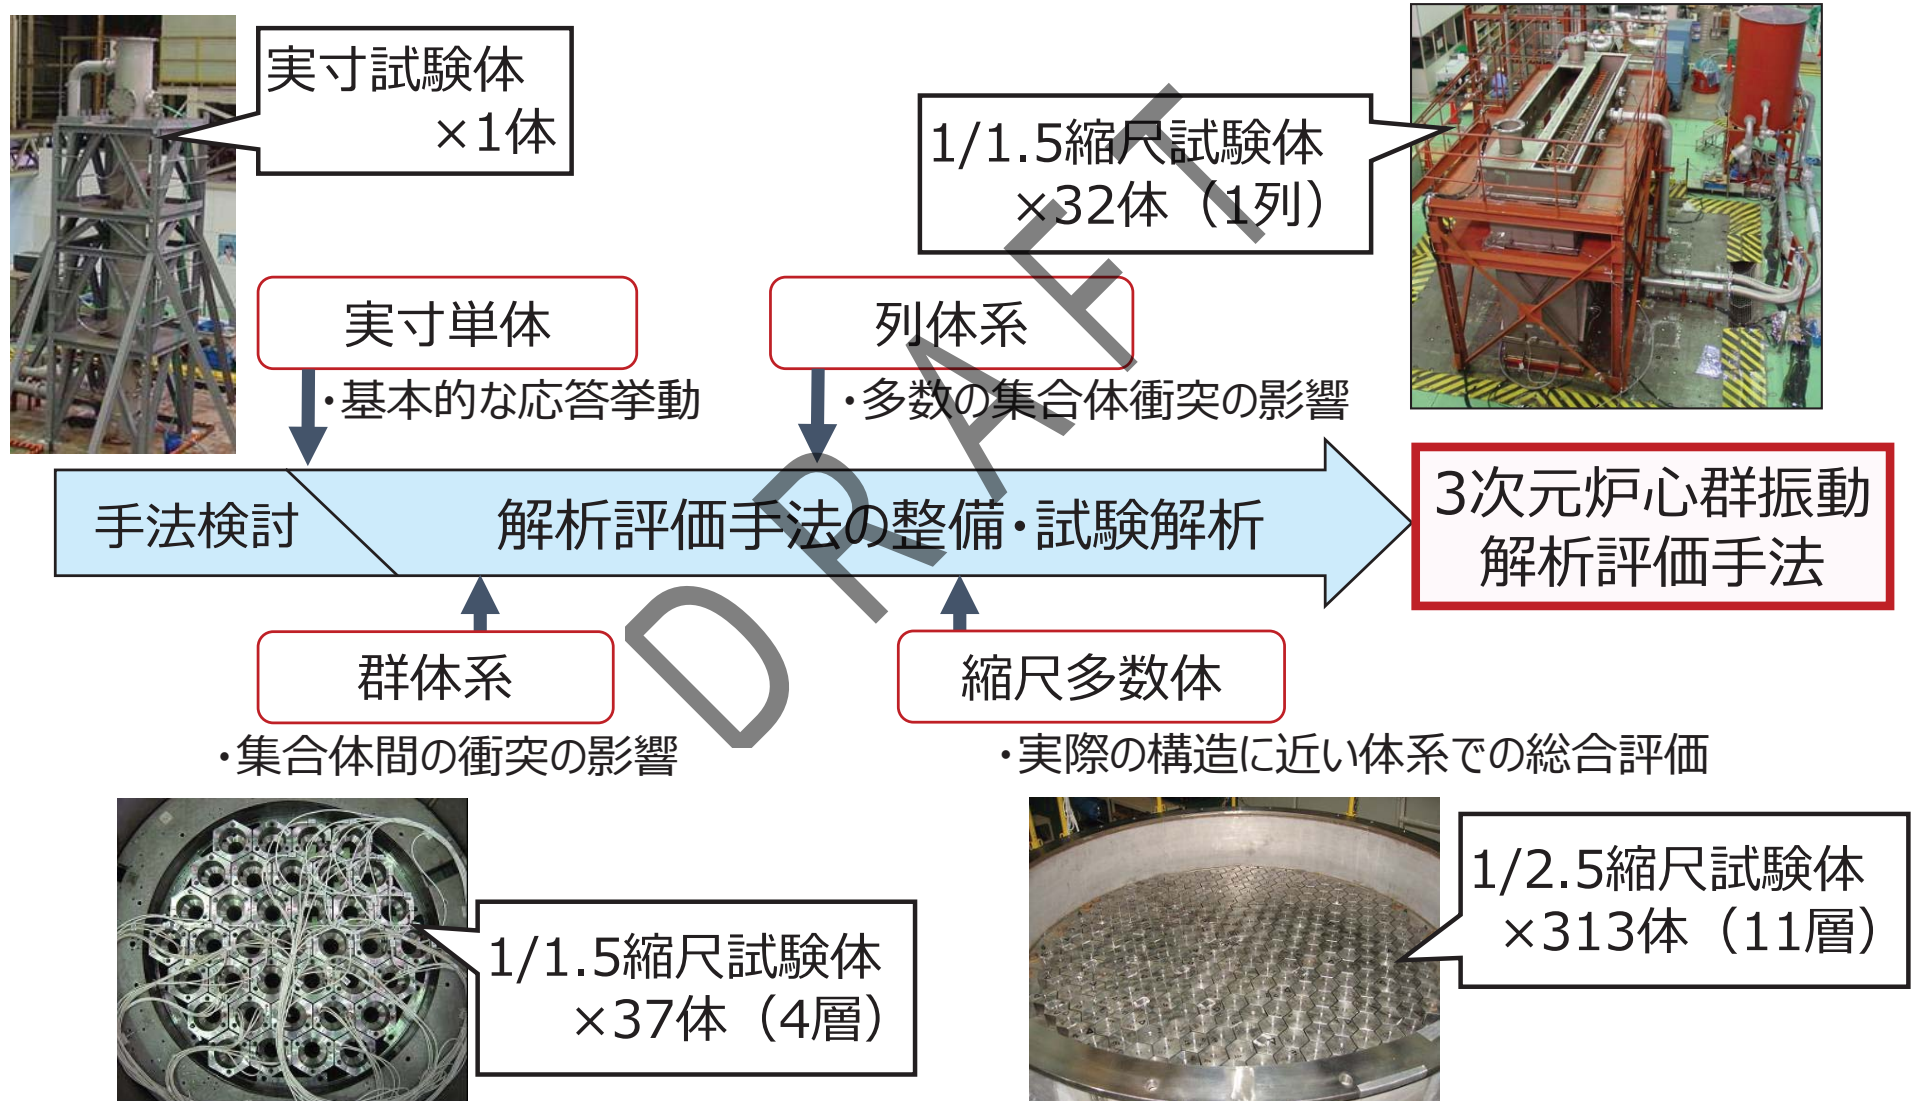 実寸試験体
×1体
1/1.5縮尺試験体
×32体（1列）
実寸単体
列体系
・基本的な応答挙動
・多数の集合体衝突の影響
手法検討
解析評価手法の整備・試験解析
3次元炉心群振動
解析評価手法
群体系
縮尺多数体
・集合体間の衝突の影響
・実際の構造に近い体系での総合評価
1/1.5縮尺試験体
×37体（4層）
1/2.5縮尺試験体
×313体（11層）
DRAFT